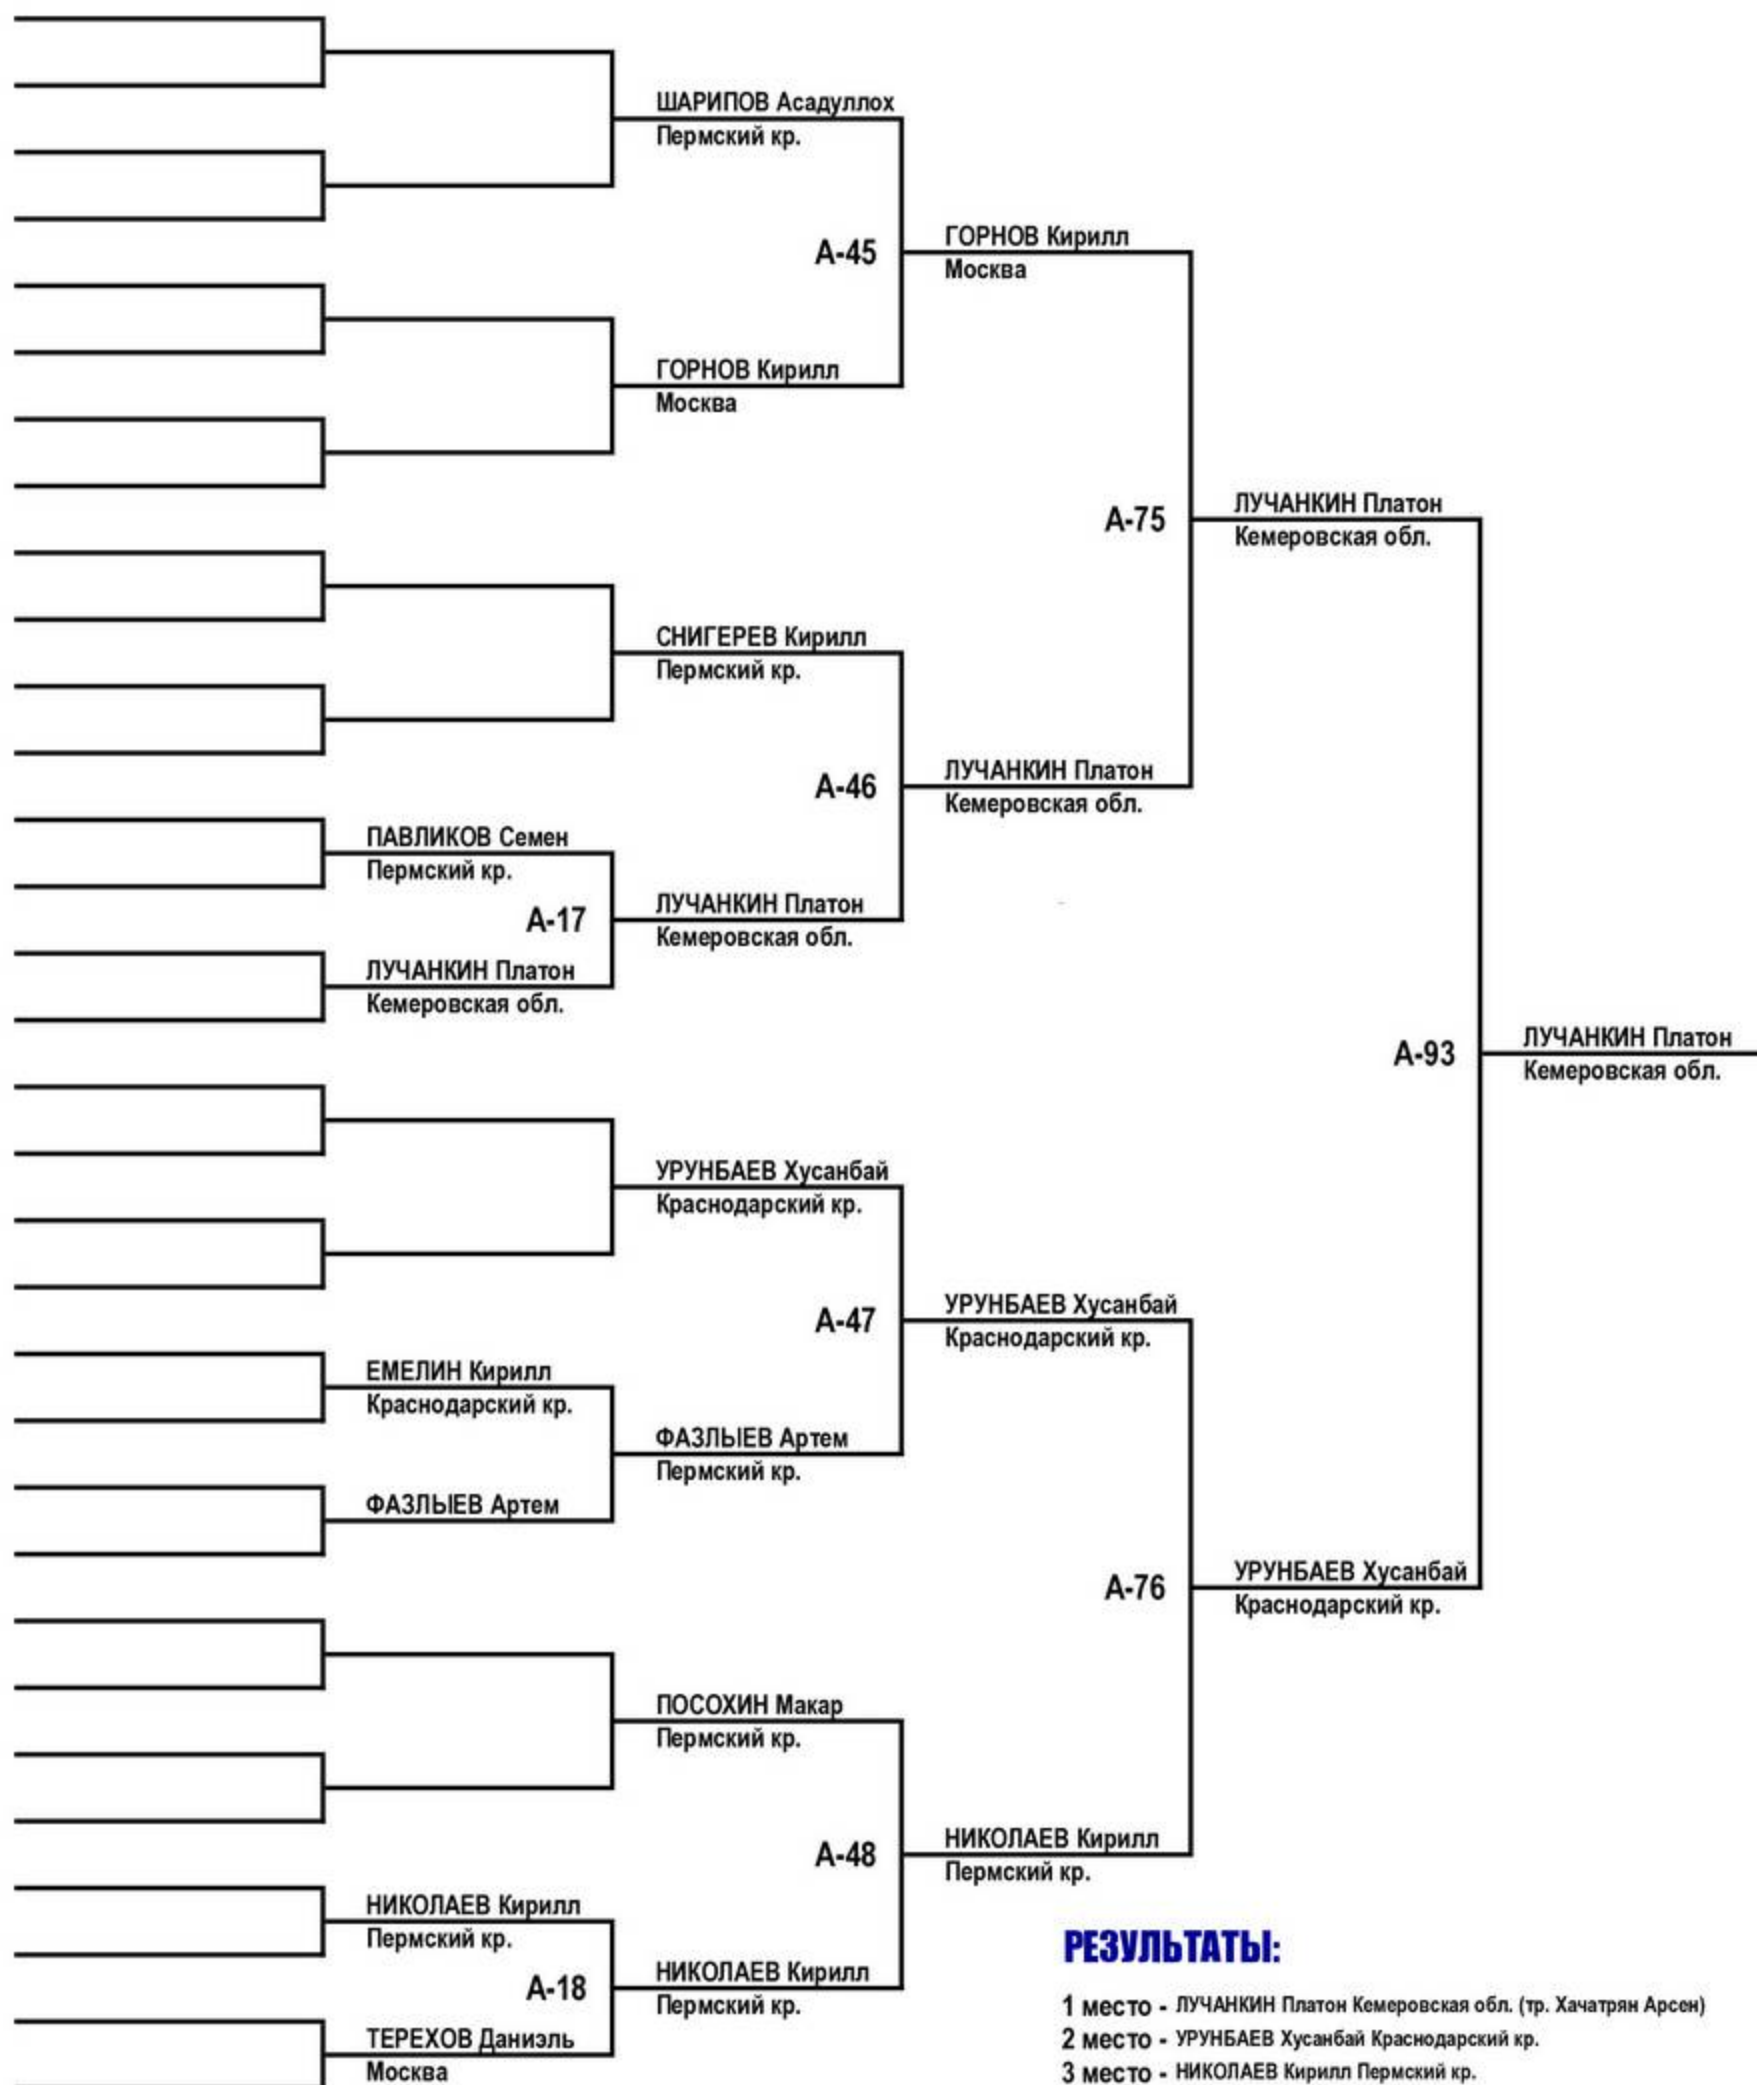 ШАРИПОВ Асадуллох
Пермский кр.
А-45
ГОРНОВ Кирилл
Москва
ГОРНОВ Кирилл
Москва
А-75
ЛУЧАНКИН Платон
Кемеровская обл.
СНИГЕРЕВ Кирилл
Пермский кр.
А-46
ЛУЧАНКИН Платон
Кемеровская обл.
ПАВЛИКОВ Семен
Пермский кр.
А-17
ЛУЧАНКИН Платон
Кемеровская обл.
ЛУЧАНКИН Платон
Кемеровская обл.
А-93
ЛУЧАНКИН Платон
Кемеровская обл.
УРУНБАЕВ Хусанбай
Краснодарский кр.
А-47
УРУНБАЕВ Хусанбай
Краснодарский кр.
ЕМЕЛИН Кирилл
Краснодарский кр.
ФАЗЛЫЕВ Артем
Пермский кр.
ФАЗЛЫЕВ Артем
А-76
УРУНБАЕВ Хусанбай
Краснодарский кр.
ПОСОХИН Макар
Пермский кр.
А-48
НИКОЛАЕВ Кирилл
Пермский кр.
НИКОЛАЕВ Кирилл
Пермский кр.
А-18
НИКОЛАЕВ Кирилл
Пермский кр.
ТЕРЕХОВ Даниэль
Москва
РЕЗУЛЬТАТЫ:
1 место - ЛУЧАНКИН Платон Кемеровская обл. (тр. Хачатрян Арсен)
2 место - УРУНБАЕВ Хусанбай Краснодарский кр.
3 место - НИКОЛАЕВ Кирилл Пермский кр.